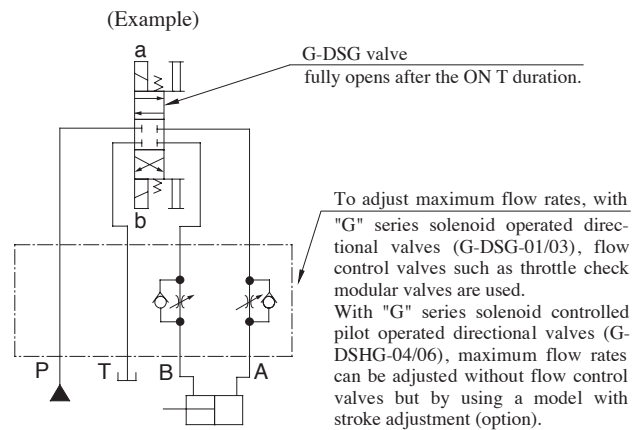 (Example)
a
G-DSG valve
fully opens after the ON T duration.
b
To adjust maximum flow rates, with
"G" series solenoid operated direc-
tional valves (G-DSG-01/03), flow
control valves such as throttle check
modular valves are used.
With "G" series solenoid controlled
pilot operated directional valves (G-
DSHG-04/06), maximum flow rates
can be adjusted without flow control
valves but by using a model with
stroke adjustment (option).
P T B A